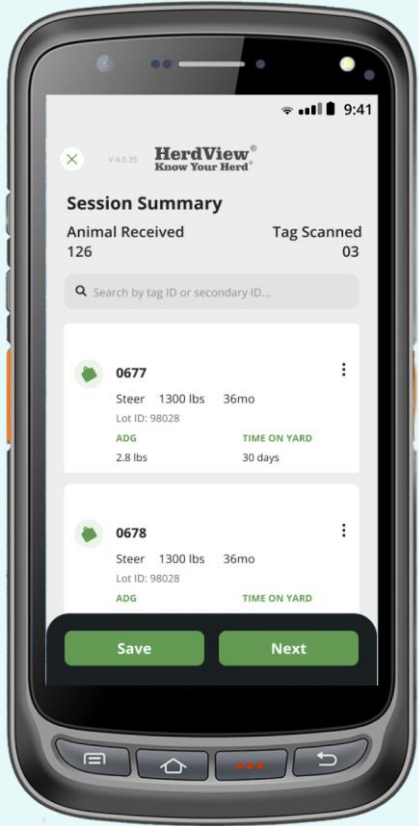 9:41
V 4.0.35
HerdView®
Know Your Herd®
Session Summary
Animal Received Tag Scanned
126 03
Search by tag ID or secondary ID...
0677
Steer 1300 lbs 36mo
Lot ID: 98028
ADG TIME ON YARD
2.8 lbs 30 days
0678
Steer 1300 lbs 36mo
Lot ID: 98028
ADG TIME ON YARD
Save Next